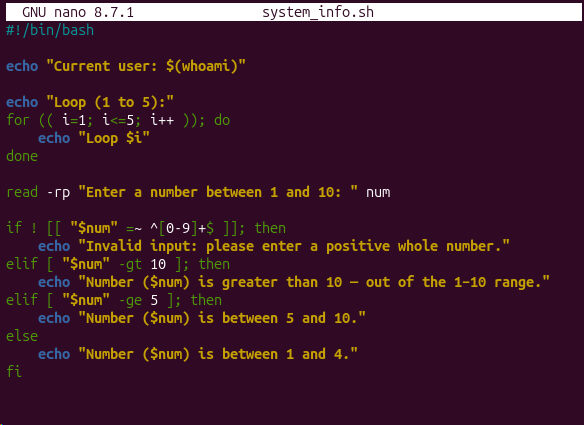 GNU nano 8.7.1 system_info.sh
#!/bin/bash
echo "Current user: $(whoami)"
echo "Loop (1 to 5):"
for (( i=1; i<=5; i++ )); do
    echo "Loop $i"
done
read -rp "Enter a number between 1 and 10: " num
if ! [[ "$num" =~ ^[0-9]+$ ]]; then
    echo "Invalid input: please enter a positive whole number."
elif [ "$num" -gt 10 ]; then
    echo "Number ($num) is greater than 10 — out of the 1–10 range."
elif [ "$num" -ge 5 ]; then
    echo "Number ($num) is between 5 and 10."
else
    echo "Number ($num) is between 1 and 4."
fi